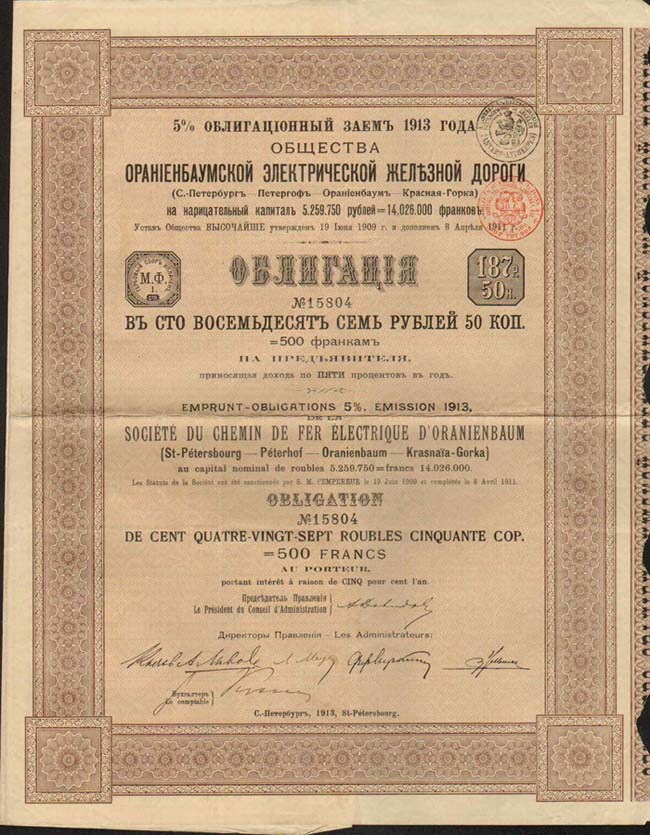 5% ОБЛИГАЦІОННЫЙ ЗАЕМЪ 1913 ГОДА
ОБЩЕСТВА
ОРАНІЕНБАУМСКОЙ ЭЛЕКТРИЧЕСКОЙ ЖЕЛѢЗНОЙ ДОРОГИ
(С.-Петербургъ — Петергофъ — Ораніенбаумъ — Красная-Горка)
на нарицательный капиталъ 5.259.750 рублей=14.026.000 франковъ.
Уставъ Общества ВЫСОЧАЙШЕ утвержденъ 19 Іюня 1909 г. и дополненъ 8 Апрѣля 1911 г.
ОБЛИГАЦІЯ
М.Ф.
I.
187 р.
50 к.
№15804
ВЪ СТО ВОСЕМЬДЕСЯТЪ СЕМЬ РУБЛЕЙ 50 КОП.
=500 франкамъ
НА ПРЕДЪЯВИТЕЛЯ,
приносящая дохода по ПЯТИ процентовъ въ годъ.
EMPRUNT-OBLIGATIONS 5%, EMISSION 1913,
DE LA
SOCIÉTÉ DU CHEMIN DE FER ÉLECTRIQUE D'ORANIENBAUM
(St-Pétersbourg — Péterhof — Oranienbaum — Krasnaïa-Gorka)
au capital nominal de roubles 5.259.750=francs 14.026.000.
Les Statuts de la Société ont été sanctionnés par S. M. l'EMPEREUR le 19 Juin 1909 et complétés le 8 Avril 1911.
OBLIGATION
№15804
DE CENT QUATRE-VINGT-SEPT ROUBLES CINQUANTE COP.
=500 FRANCS
AU PORTEUR,
portant intérêt à raison de CINQ pour cent l'an.
Предсѣдатель Правленія
Le Président du Conseil d'Administration
Директоры Правленія – Les Administrateurs:
Бухгалтеръ
Le comptable
С.-Петербургъ, 1913, St-Pétersbourg.